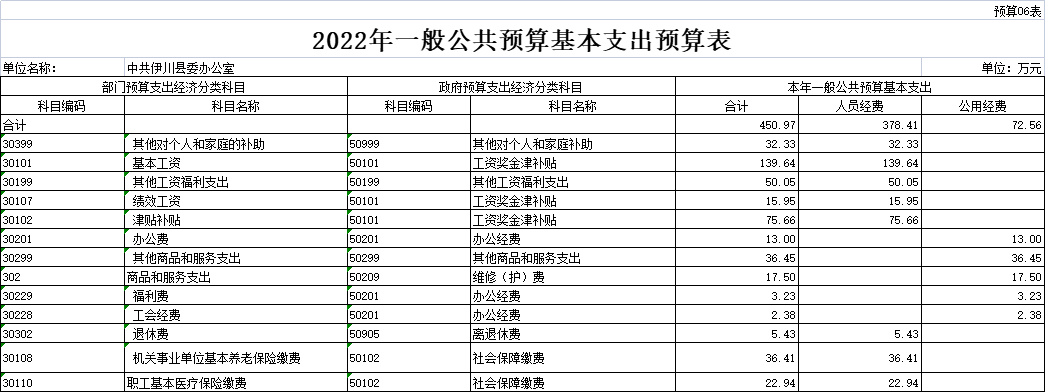 预算06表
2022年一般公共预算基本支出预算表
单位名称： 中共伊川县委办公室 单位：万元
部门预算支出经济分类科目 政府预算支出经济分类科目 本年一般公共预算基本支出
科目编码 科目名称 科目编码 科目名称 合计 人员经费 公用经费
合计 450.97 378.41 72.56
30399 其他对个人和家庭的补助 50999 其他对个人和家庭补助 32.33 32.33
30101 基本工资 50101 工资奖金津补贴 139.64 139.64
30199 其他工资福利支出 50199 其他工资福利支出 50.05 50.05
30107 绩效工资 50101 工资奖金津补贴 15.95 15.95
30102 津贴补贴 50101 工资奖金津补贴 75.66 75.66
30201 办公费 50201 办公经费 13.00 13.00
30299 其他商品和服务支出 50299 其他商品和服务支出 36.45 36.45
302 商品和服务支出 50209 维修（护）费 17.50 17.50
30229 福利费 50201 办公经费 3.23 3.23
30228 工会经费 50201 办公经费 2.38 2.38
30302 退休费 50905 离退休费 5.43 5.43
30108 机关事业单位基本养老保险缴费 50102 社会保障缴费 36.41 36.41
30110 职工基本医疗保险缴费 50102 社会保障缴费 22.94 22.94